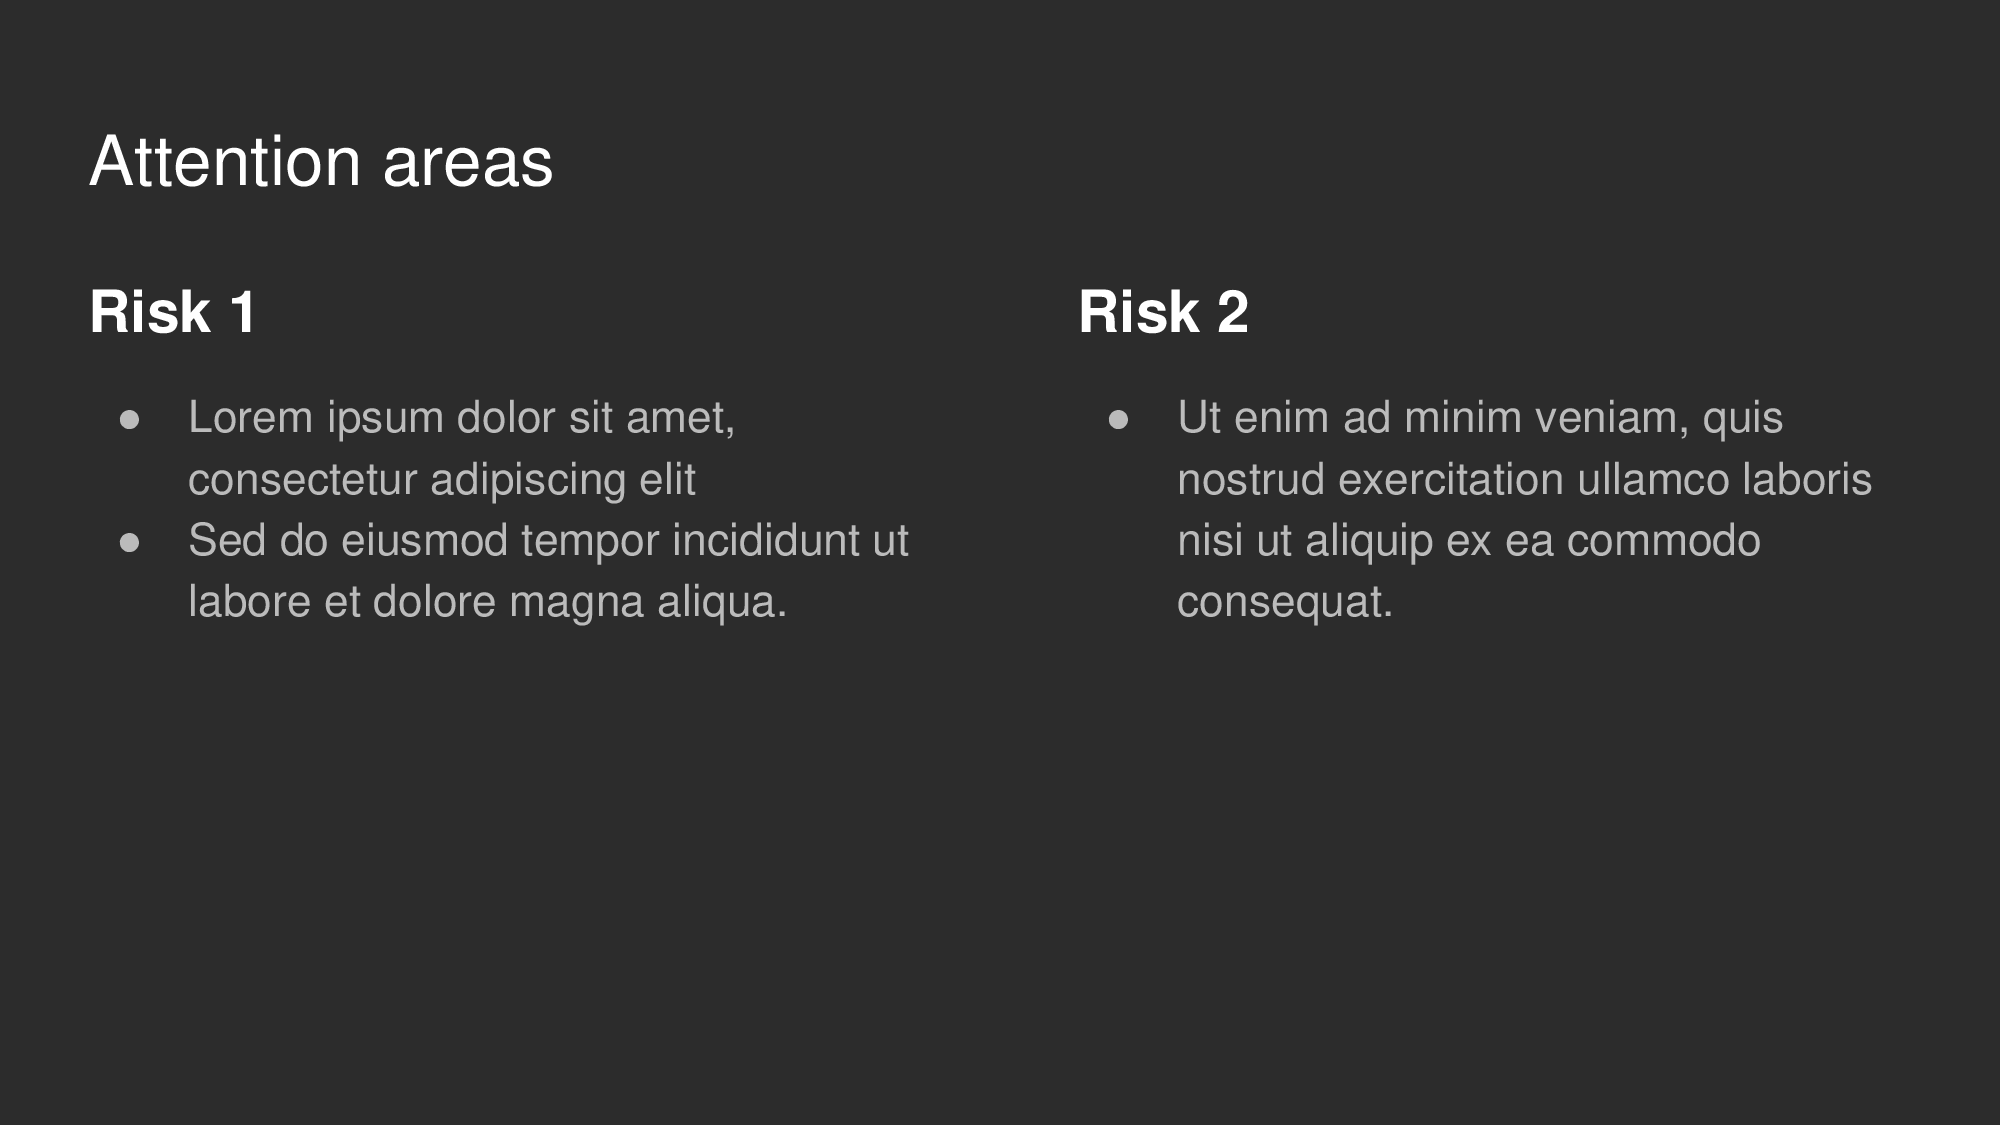 Attention areas
Risk 1
● Lorem ipsum dolor sit amet,
consectetur adipiscing elit
● Sed do eiusmod tempor incididunt ut
labore et dolore magna aliqua.
Risk 2
● Ut enim ad minim veniam, quis
nostrud exercitation ullamco laboris
nisi ut aliquip ex ea commodo
consequat.